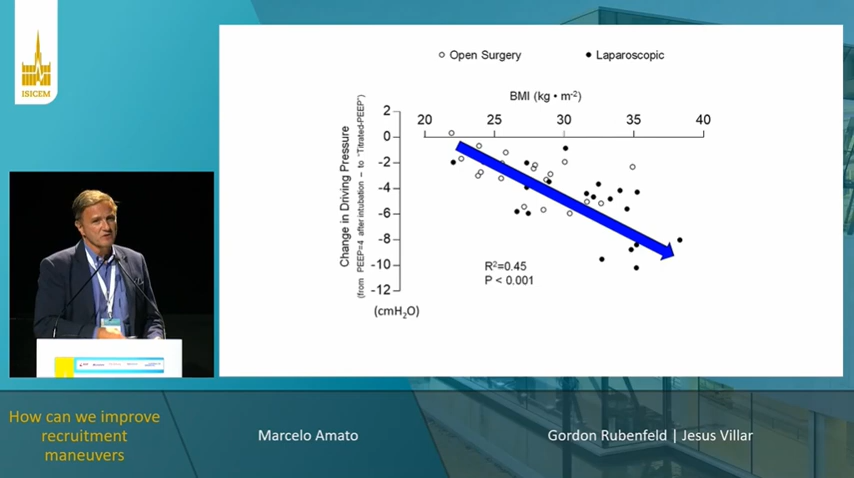 ISICEM
Open Surgery
Laparoscopic
BMI (kg • m-2)
20 25 30 35 40
Change in Driving Pressure
(from PEEP=4 after intubation – to "Titrated-PEEP")
2
0
-2
-4
-6
-8
-10
-12
(cmH2O)
R2=0.45
P < 0.001
How can we improve
recruitment
maneuvers
Marcelo Amato
Gordon Rubenfeld | Jesus Villar